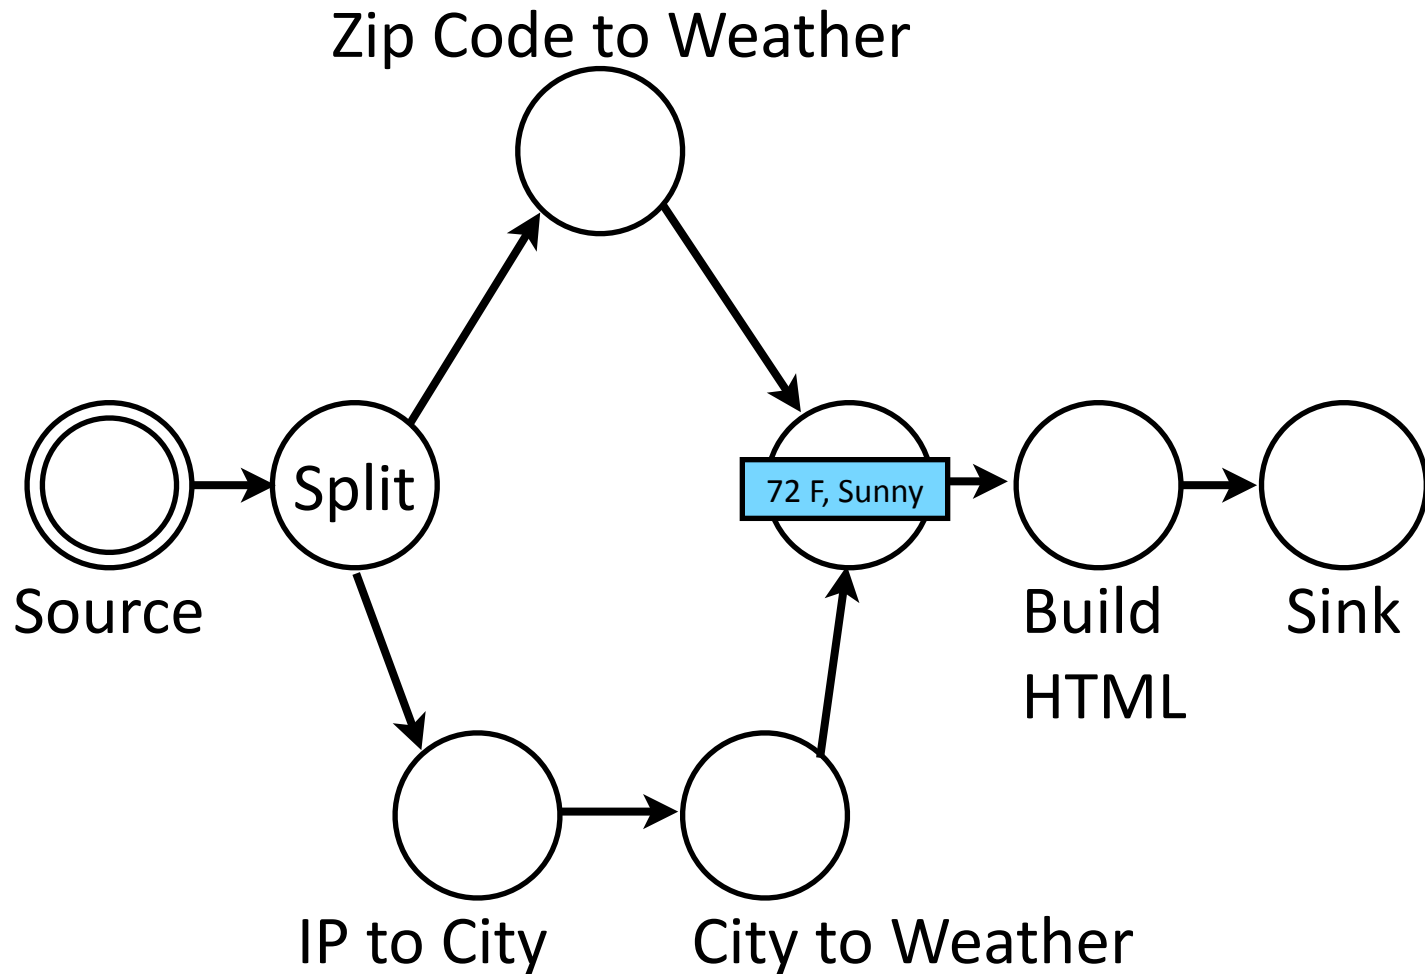 Zip Code to Weather
Split
72 F, Sunny
Source
Build
HTML
Sink
IP to City
City to Weather